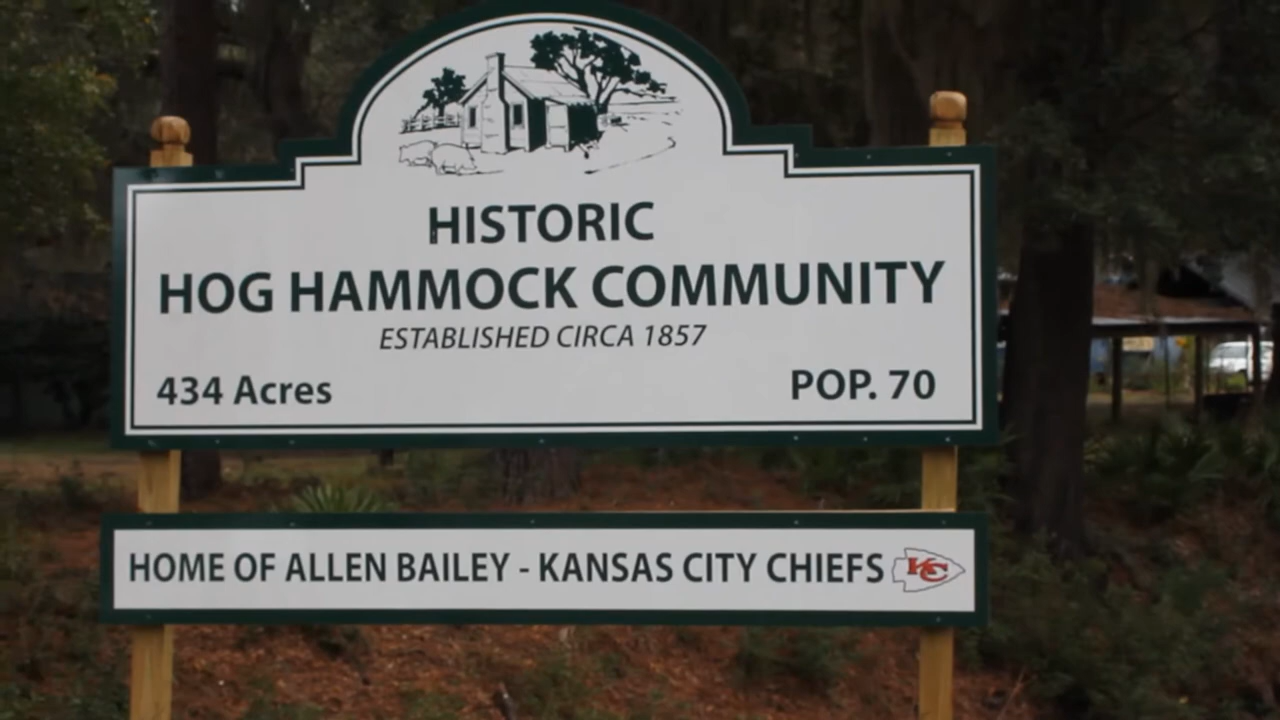 HISTORIC
HOG HAMMOCK COMMUNITY
ESTABLISHED CIRCA 1857
434 Acres
POP. 70
HOME OF ALLEN BAILEY - KANSAS CITY CHIEFS KC